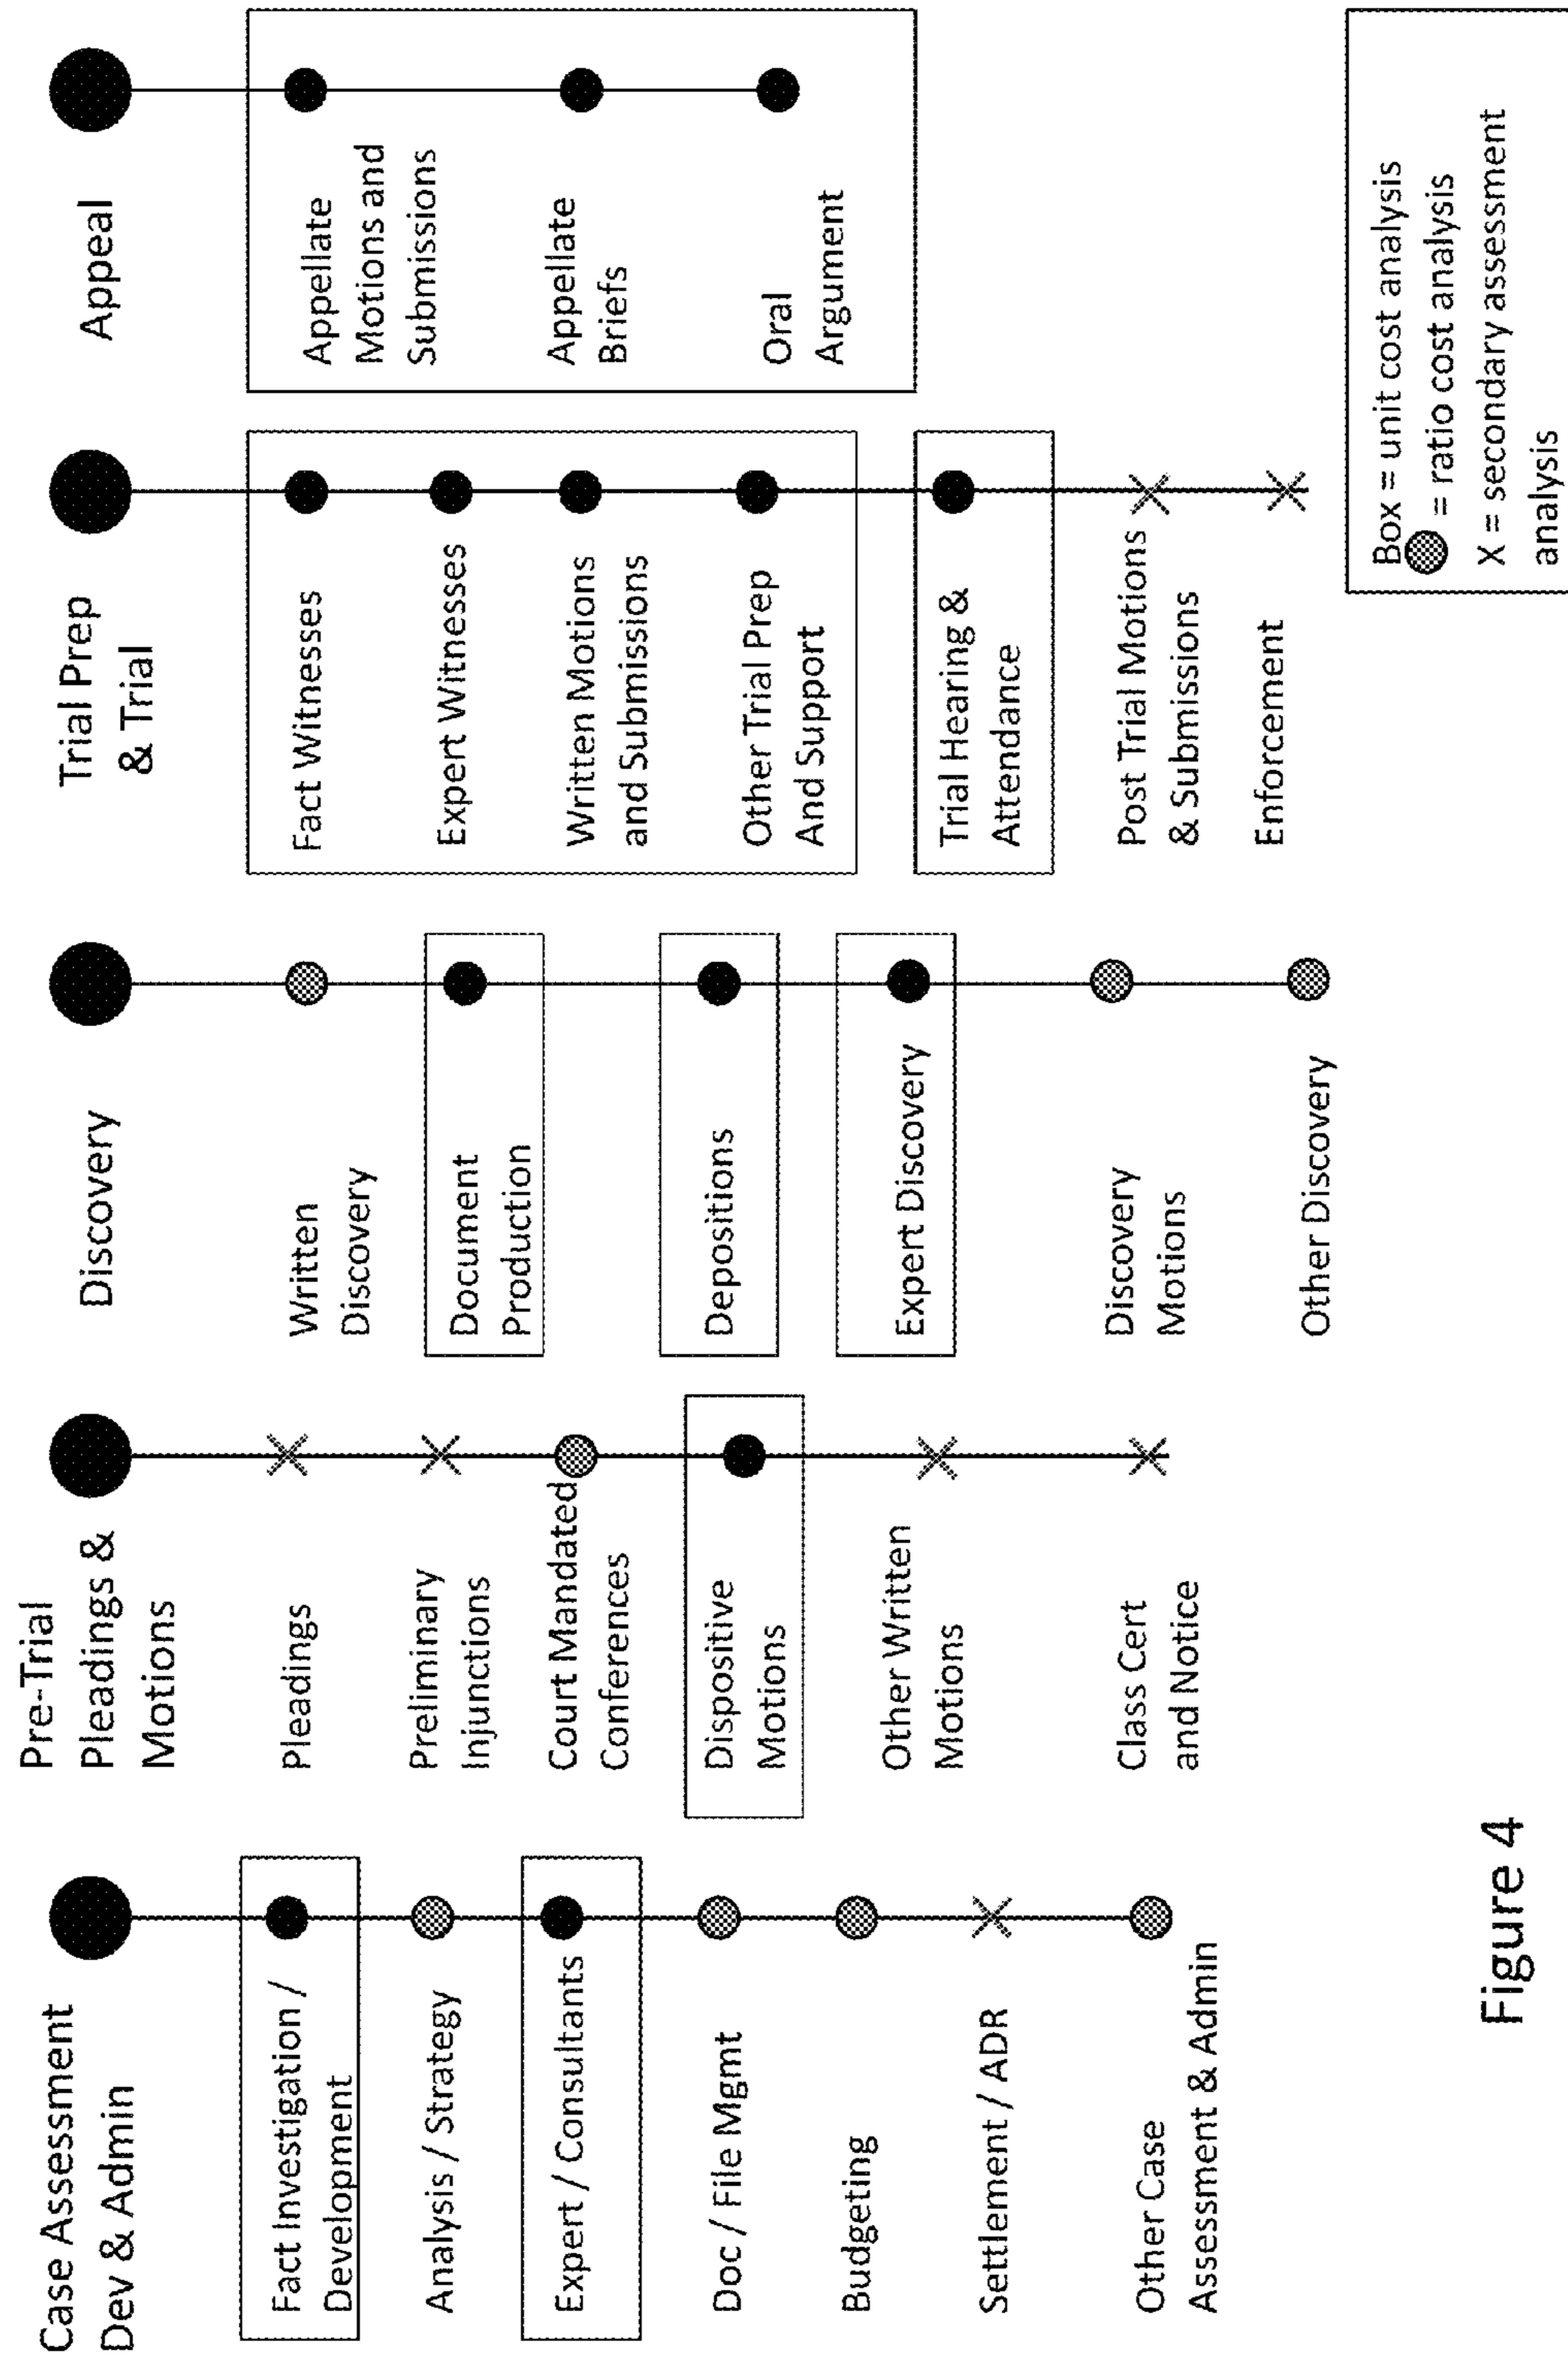 Case Assessment
Dev & Admin
Fact Investigation /
Development
Analysis / Strategy
Expert / Consultants
Doc / File Mgmt
Budgeting
Settlement / ADR
Other Case
Assessment & Admin
Pre-Trial
Pleadings &
Motions
Pleadings
Preliminary
Injunctions
Court Mandated
Conferences
Dispositive
Motions
Other Written
Motions
Class Cert
and Notice
Discovery
Written
Discovery
Document
Production
Depositions
Expert Discovery
Discovery
Motions
Other Discovery
Trial Prep
& Trial
Fact Witnesses
Expert Witnesses
Written Motions
and Submissions
Other Trial Prep
And Support
Trial Hearing &
Attendance
Post Trial Motions
& Submissions
Enforcement
Appeal
Appellate
Motions and
Submissions
Appellate
Briefs
Oral
Argument
Box = unit cost analysis
= ratio cost analysis
X = secondary assessment
analysis
Figure 4